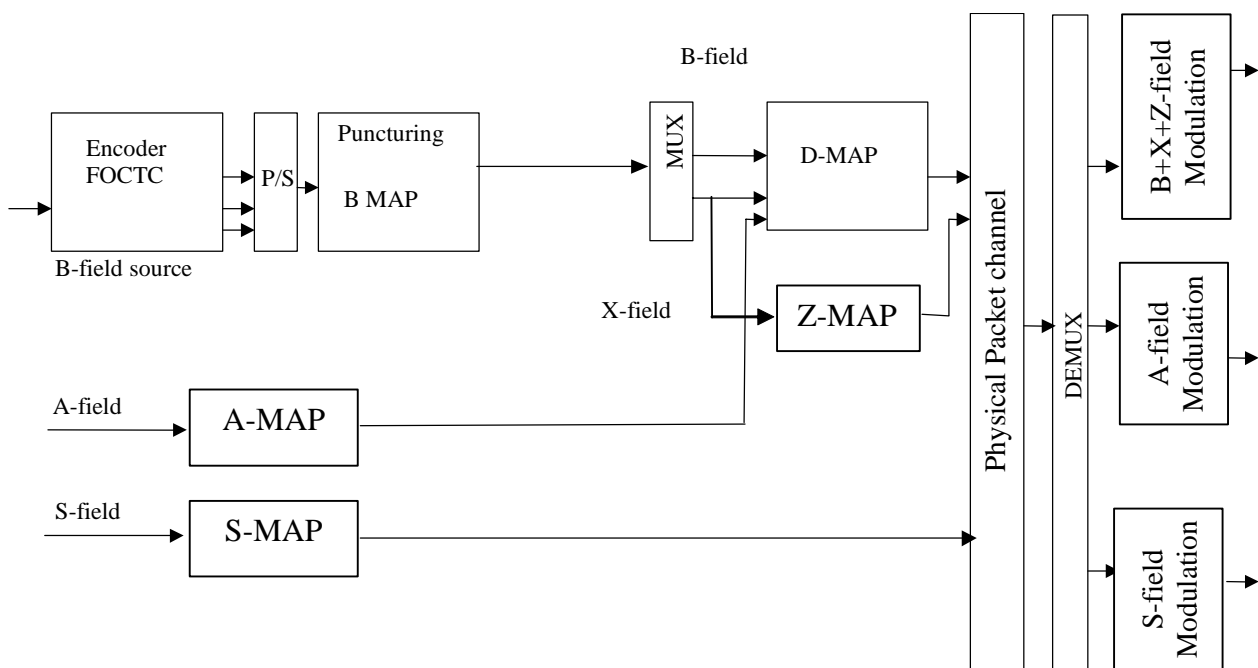 B-field
Encoder
FOCTC
P/S
Puncturing
B MAP
MUX
D-MAP
B-field source
X-field
Z-MAP
A-field
A-MAP
S-field
S-MAP
Physical Packet channel
DEMUX
B+X+Z-field
Modulation
A-field
Modulation
S-field
Modulation